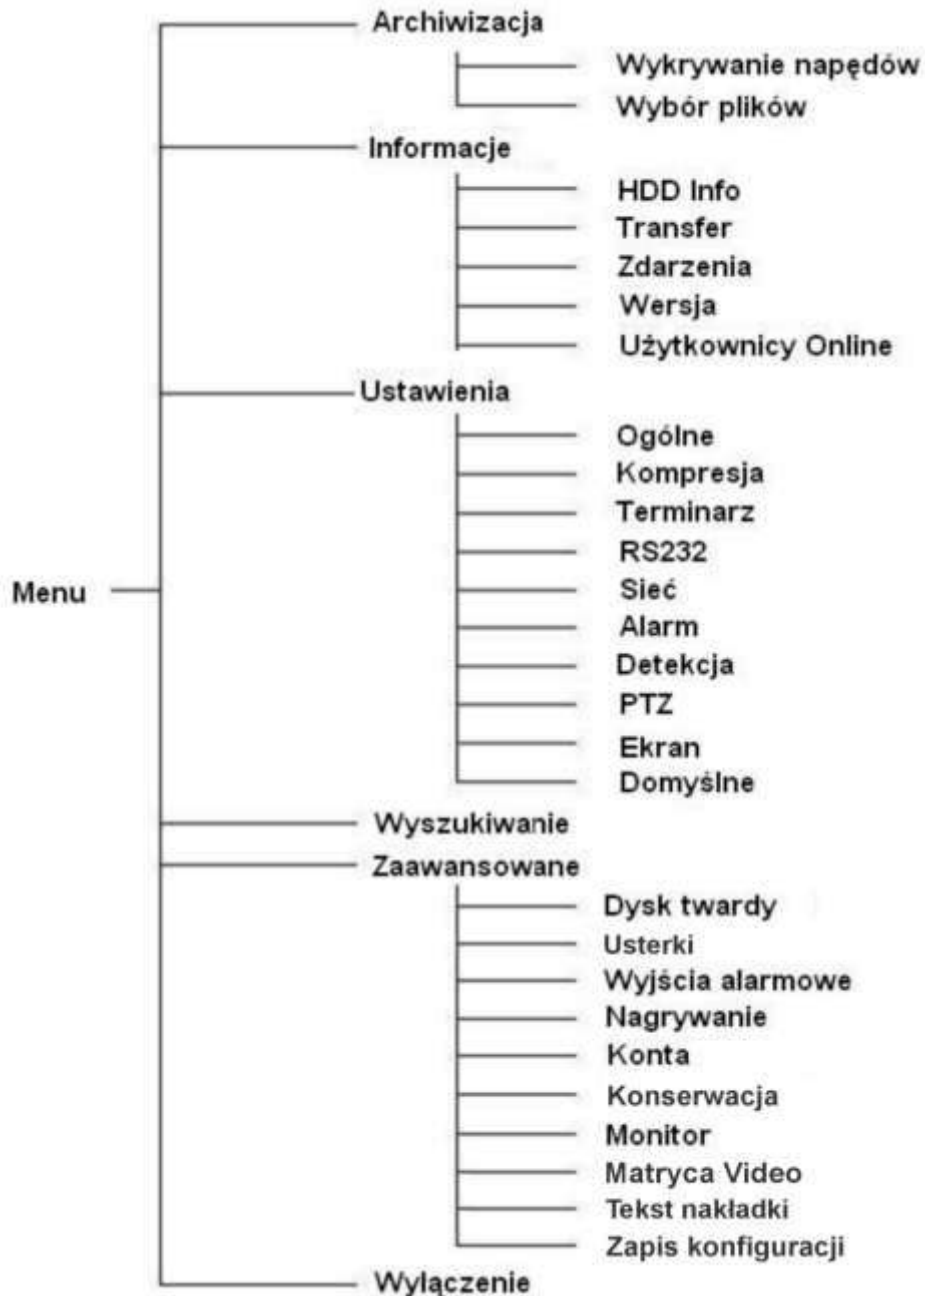 Archiwizacja
Wykrywanie napędów
Wybór plików
Informacje
HDD Info
Transfer
Zdarzenia
Wersja
Użytkownicy Online
Ustawienia
Ogólne
Kompresja
Terminarz
RS232
Sieć
Menu
Alarm
Detekcja
PTZ
Ekran
Domyślne
Wyszukiwanie
Zaawansowane
Dysk twardy
Usterki
Wyjścia alarmowe
Nagrywanie
Konta
Konserwacja
Monitor
Matryca Video
Tekst nakładki
Zapis konfiguracji
Wyłączenie